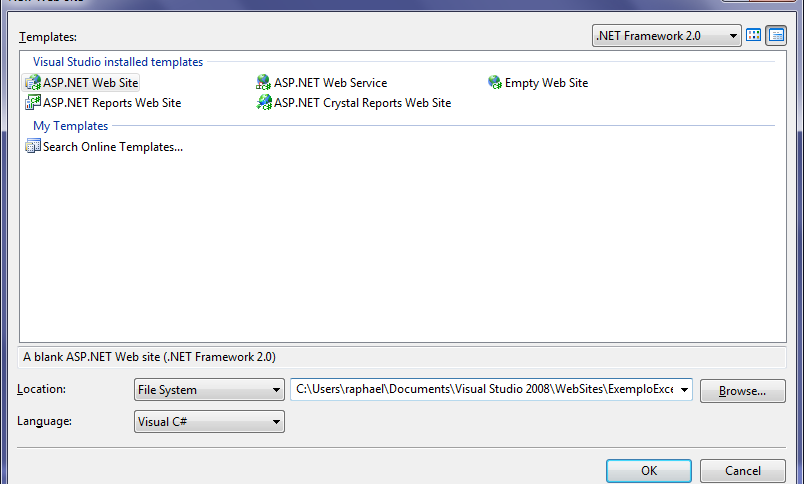 Templates:
.NET Framework 2.0
Visual Studio installed templates
ASP.NET Web Site
ASP.NET Web Service
Empty Web Site
ASP.NET Reports Web Site
ASP.NET Crystal Reports Web Site
My Templates
Search Online Templates...
A blank ASP.NET Web site (.NET Framework 2.0)
Location:
File System
C:\Users\raphael\Documents\Visual Studio 2008\WebSites\ExemploExce
Browse...
Language:
Visual C#
OK
Cancel